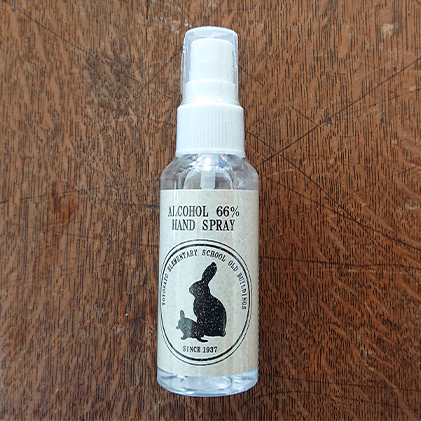 ALCOHOL 66%
HAND SPRAY
TOYOSATO ELEMENTARY SCHOOL OLD BUILDINGS
SINCE 1937